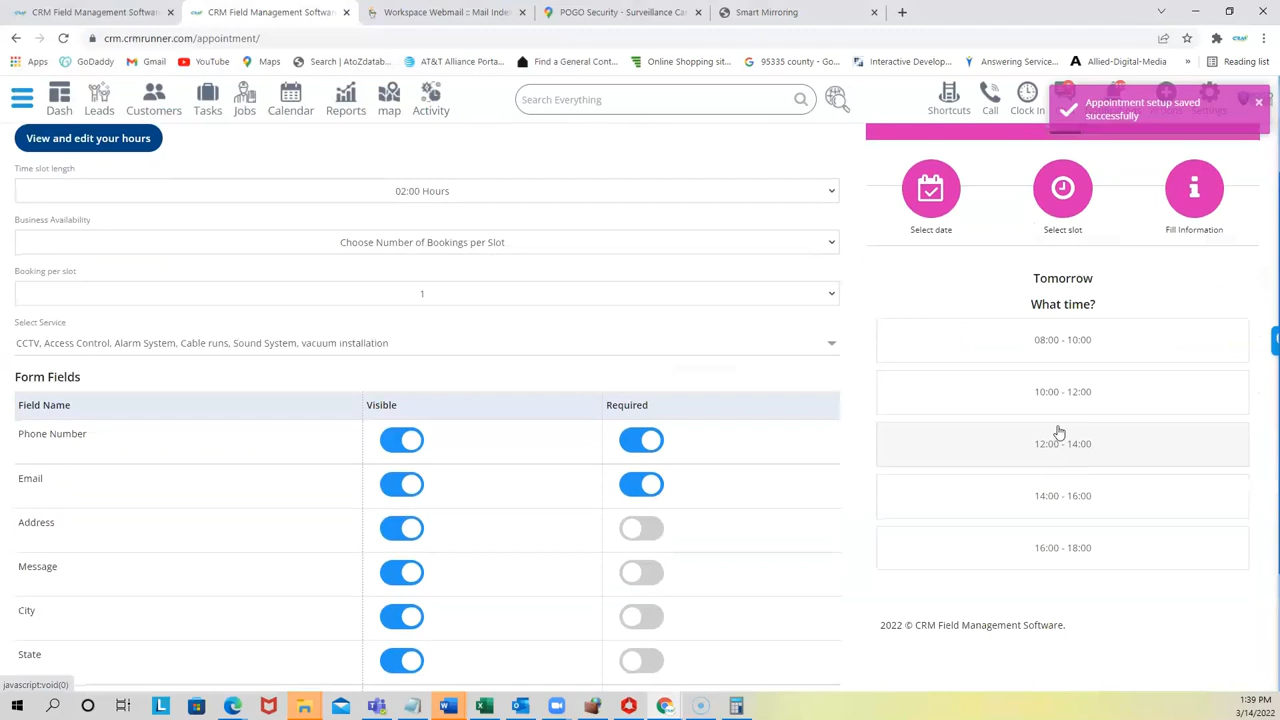 CRM Field Management Software
CRM Field Management Software
Workspace Webmail :: Mail Index
POGO Security - Surveillance Ca
Smart Mirroring
crm.crmrunner.com/appointment/
Apps
GoDaddy
Gmail
YouTube
Maps
Search | AtoZdatab...
AT&T Alliance Porta...
Find a General Cont...
Online Shopping sit...
95335 county - Go...
Interactive Develop...
Answering Service...
Allied-Digital-Media
»
Reading list
Dash
Leads
Customers
Tasks
Jobs
Calendar
Reports
map
Activity
Search Everything
Shortcuts
Call
Clock In
Settings
Appointment setup saved
successfully
View and edit your hours
Time slot length
02:00 Hours
Business Availability
Choose Number of Bookings per Slot
Booking per slot
1
Select Service
CCTV, Access Control, Alarm System, Cable runs, Sound System, vacuum installation
Form Fields
Field Name
Visible
Required
Phone Number
Email
Address
Message
City
State
Select date
Select slot
Fill Information
Tomorrow
What time?
08:00 - 10:00
10:00 - 12:00
12:00 - 14:00
14:00 - 16:00
16:00 - 18:00
2022 © CRM Field Management Software.
javascript:void(0)
1:39 PM
3/14/2022